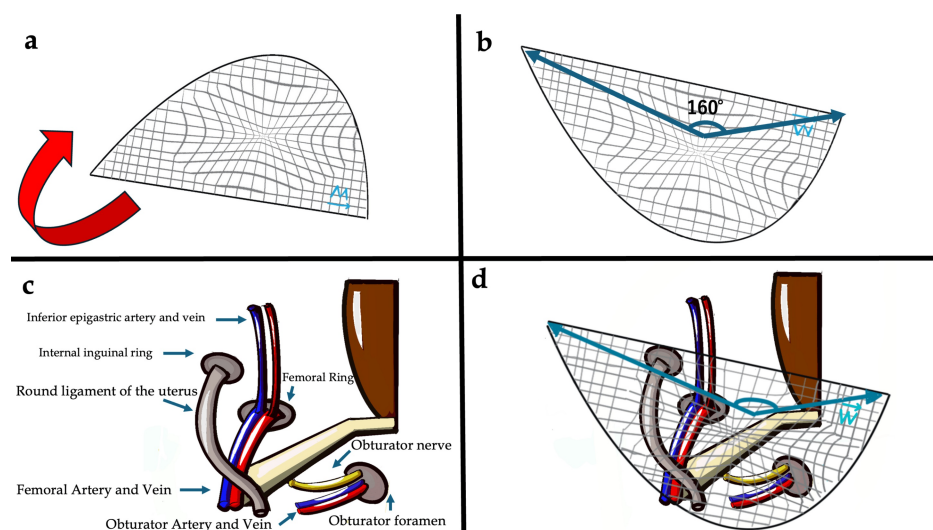 a
M
b
160°
W
c
Inferior epigastric artery and vein
Internal inguinal ring
Round ligament of the uterus
Femoral Ring
Obturator nerve
Femoral Artery and Vein
Obturator Artery and Vein
Obturator foramen
d
W